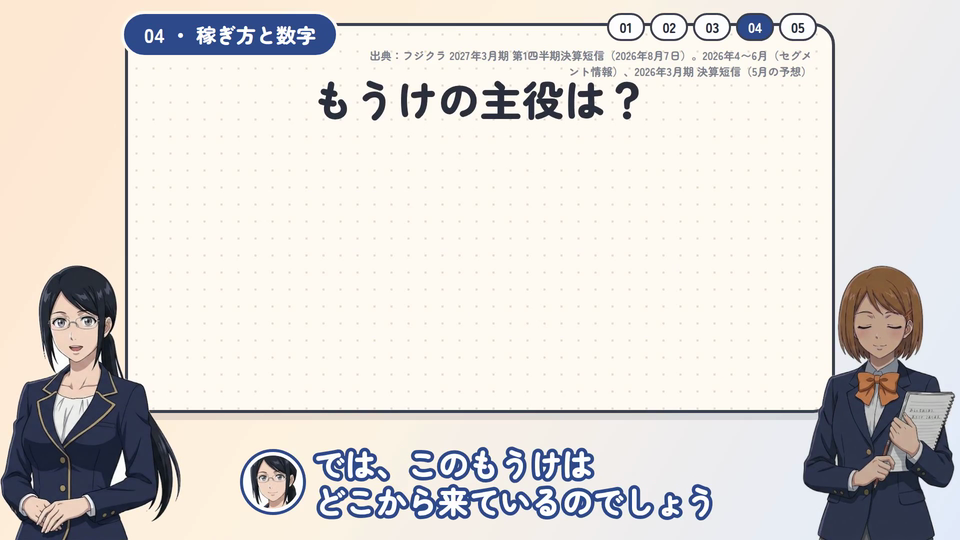 04 ・ 稼ぎ方と数字
01 02 03 04 05
出典：フジクラ 2027年3月期 第1四半期決算短信（2026年8月7日）。2026年4〜6月（セグメ
ント情報）、2026年3月期 決算短信（5月の予想）
もうけの主役は？
では、このもうけは
どこから来ているのでしょう